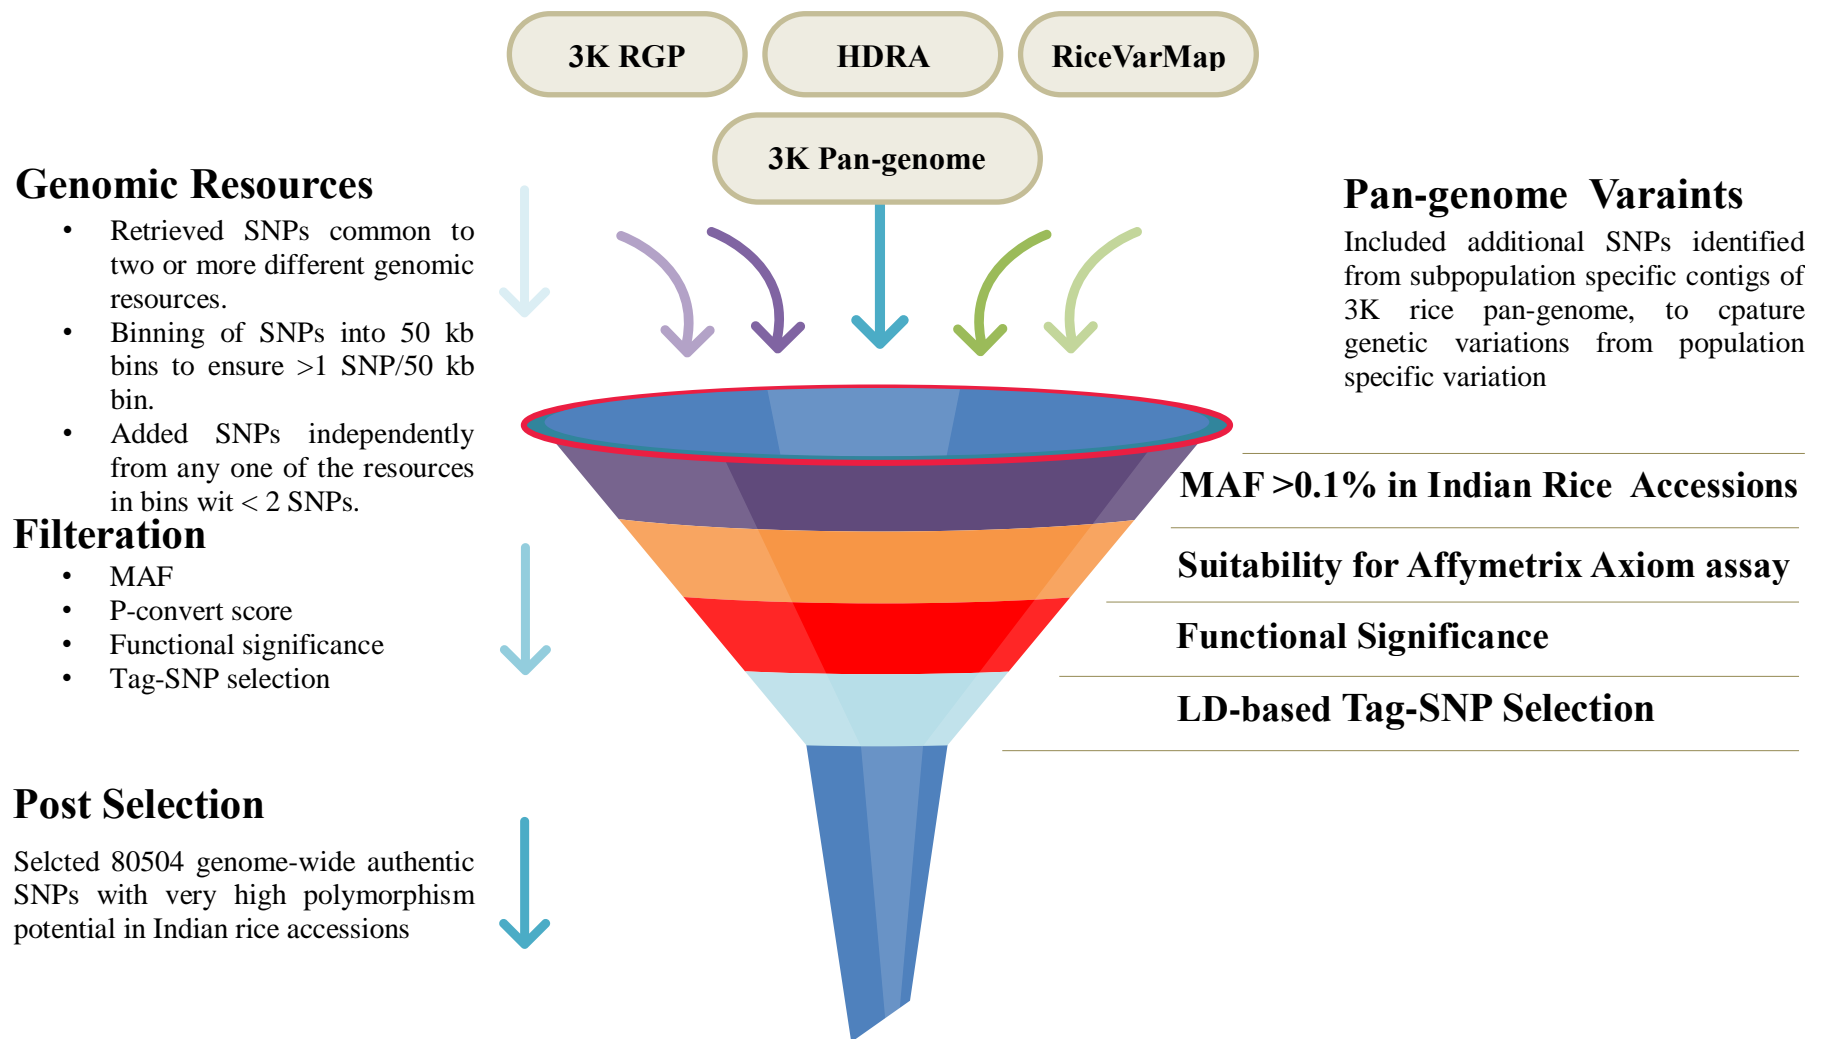 3K RGP
HDRA
RiceVarMap
3K Pan-genome
Genomic Resources
• Retrieved SNPs common to
two or more different genomic
resources.
• Binning of SNPs into 50 kb
bins to ensure >1 SNP/50 kb
bin.
• Added SNPs independently
from any one of the resources
in bins wit < 2 SNPs.
Filteration
• MAF
• P-convert score
• Functional significance
• Tag-SNP selection
Post Selection
Selcted 80504 genome-wide authentic
SNPs with very high polymorphism
potential in Indian rice accessions
Pan-genome Varaints
Included additional SNPs identified
from subpopulation specific contigs of
3K rice pan-genome, to cpature
genetic variations from population
specific variation
MAF >0.1% in Indian Rice Accessions
Suitability for Affymetrix Axiom assay
Functional Significance
LD-based Tag-SNP Selection